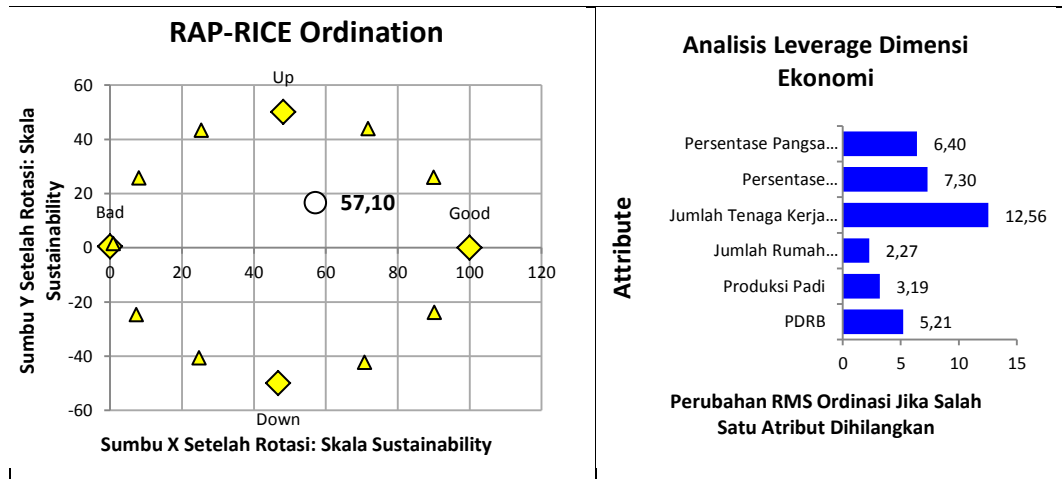 RAP-RICE Ordination
Up
60
40
20
0
-20
-40
-60
0
20
40
60
80
100
120
Bad
57,10
Good
Down
Sumbu Y Setelah Rotasi: Skala
Sustainability
Sumbu X Setelah Rotasi: Skala Sustainability
Analisis Leverage Dimensi
Ekonomi
Attribute
Persentase Pangsa...
6,40
Persentase...
7,30
Jumlah Tenaga Kerja...
12,56
Jumlah Rumah...
2,27
Produksi Padi
3,19
PDRB
5,21
0
5
10
15
Perubahan RMS Ordinasi Jika Salah
Satu Atribut Dihilangkan